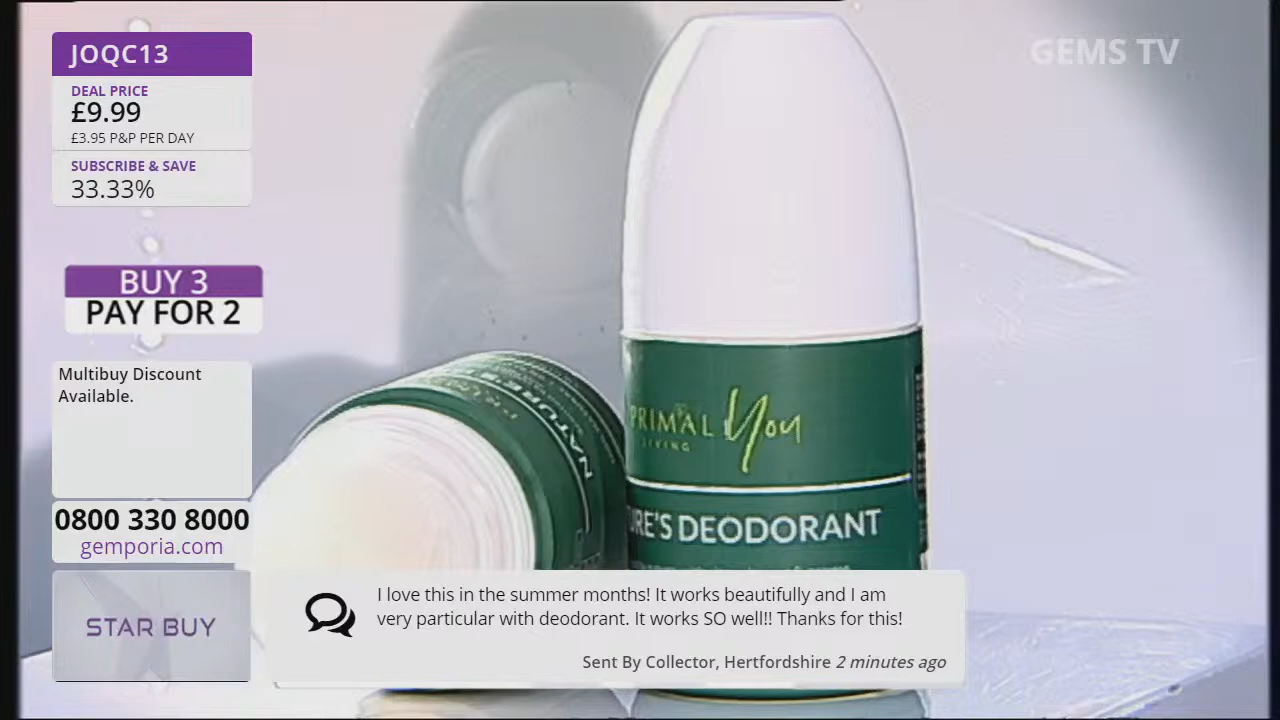 JOQC13
DEAL PRICE
£9.99
£3.95 P&P PER DAY
SUBSCRIBE & SAVE
33.33%
BUY 3
PAY FOR 2
Multibuy Discount
Available.
0800 330 8000
gemporia.com
STAR BUY
GEMS TV
PRIMAL You
LIVING
URE'S DEODORANT
NATURE'S
I love this in the summer months! It works beautifully and I am
very particular with deodorant. It works SO well!! Thanks for this!
Sent By Collector, Hertfordshire 2 minutes ago